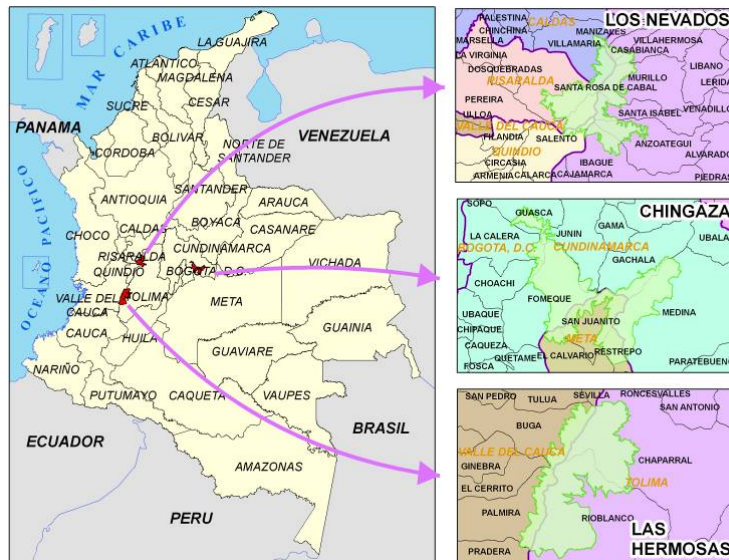 MAR CARIBE
LA GUAJIRA
ATLANTICO
MAGDALENA
CESAR
SUCRE
PANAMA
BOLIVAR
VENEZUELA
NORTE DE
SANTANDER
CORDOBA
SANTANDER
ANTIOQUIA
ARAUCA
BOYACA
OCEANO PACIFICO
CHOCO
CALDAS
CASANARE
CUNDINAMARCA
RISARALDA
QUINDIO
BOGOTA, D.C.
VICHADA
VALLE DEL
CAUCA
TOLIMA
META
CAUCA
HUILA
GUAINIA
GUAVIARE
NARIÑO
PUTUMAYO
CAQUETA
VAUPES
ECUADOR
BRASIL
AMAZONAS
PERU
LOS NEVADOS
PALESTINA
CALDAS
CHINCHINA
MANIZALES
MARSELLA
VILLAMARIA
VILLAHERMOSA
CASABIANCA
LA VIRGINIA
LIBANO
DOSQUEBRADAS
RISARALDA
MURILLO
LERIDA
SANTA ROSA DE CABAL
PEREIRA
VENADILLO
ULLOA
SANTA ISABEL
VALLE DEL CAUCA
FILANDIA
SALENTO
ANZOATEGUI
QUINDIO
ALVARADO
CIRCASIA
IBAGUE
ARMENIA
CALARCA
CAJAMARCA
PIEDRAS
CHINGAZA
SOPO
GUASCA
GAMA
LA CALERA
JUNIN
UBALA
BOGOTA, D.C.
CUNDINAMARCA
GACHALA
CHOACHI
FOMEQUE
MEDINA
UBAQUE
SAN JUANITO
CHIPAQUE
META
CAQUEZA
QUETAME
EL CALVARIO
RESTREPO
FOSCA
PARATEBUENO
SAN PEDRO
TULUA
SEVILLA
RONCESVALLES
SAN ANTONIO
BUGA
VALLE DEL CAUCA
CHAPARRAL
GINEBRA
EL CERRITO
TOLIMA
PALMIRA
RIOBLANCO
PRADERA
LAS
HERMOSAS